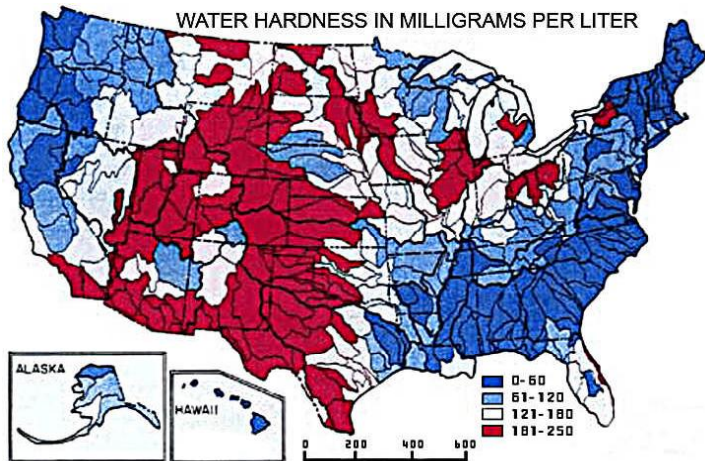 WATER HARDNESS IN MILLIGRAMS PER LITER
ALASKA
HAWAII
0-60
61-120
121-180
181-250
0 200 400 600